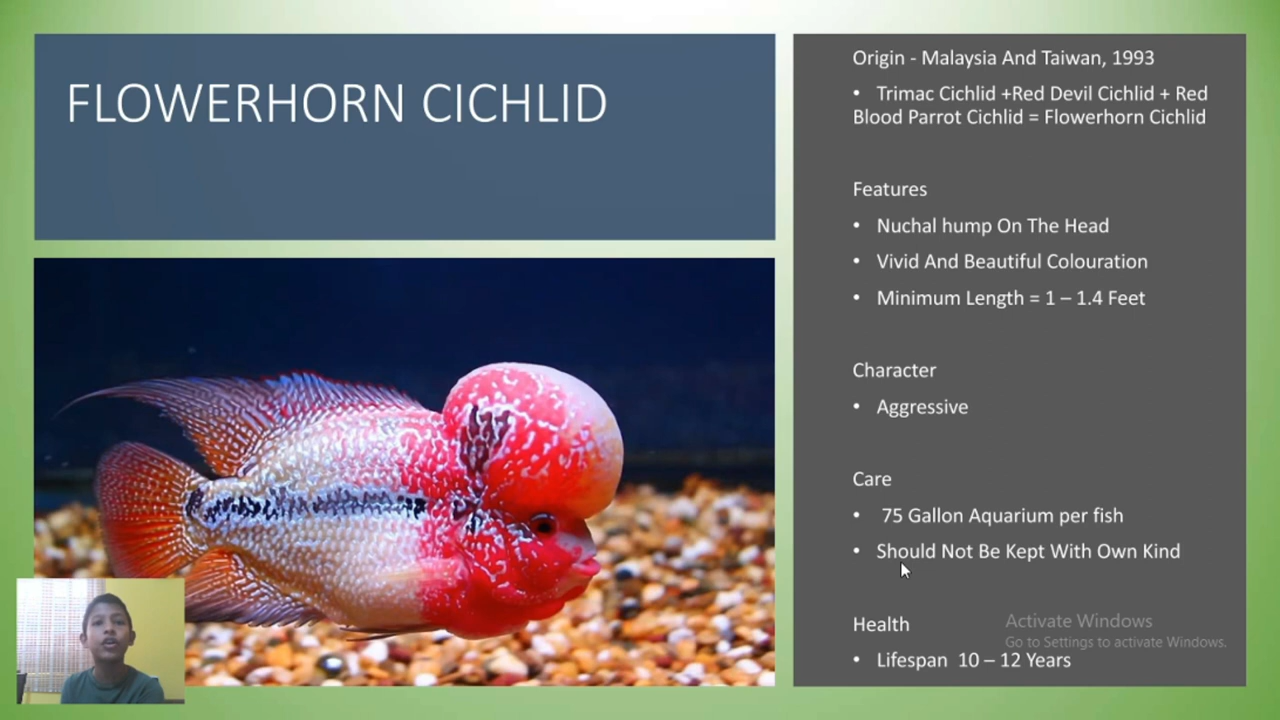 FLOWERHORN CICHLID
Origin - Malaysia And Taiwan, 1993
• Trimac Cichlid +Red Devil Cichlid + Red
Blood Parrot Cichlid = Flowerhorn Cichlid
Features
• Nuchal hump On The Head
• Vivid And Beautiful Colouration
• Minimum Length = 1 – 1.4 Feet
Character
• Aggressive
Care
• 75 Gallon Aquarium per fish
• Should Not Be Kept With Own Kind
Health
• Lifespan 10 – 12 Years
Activate Windows
Go to Settings to activate Windows.